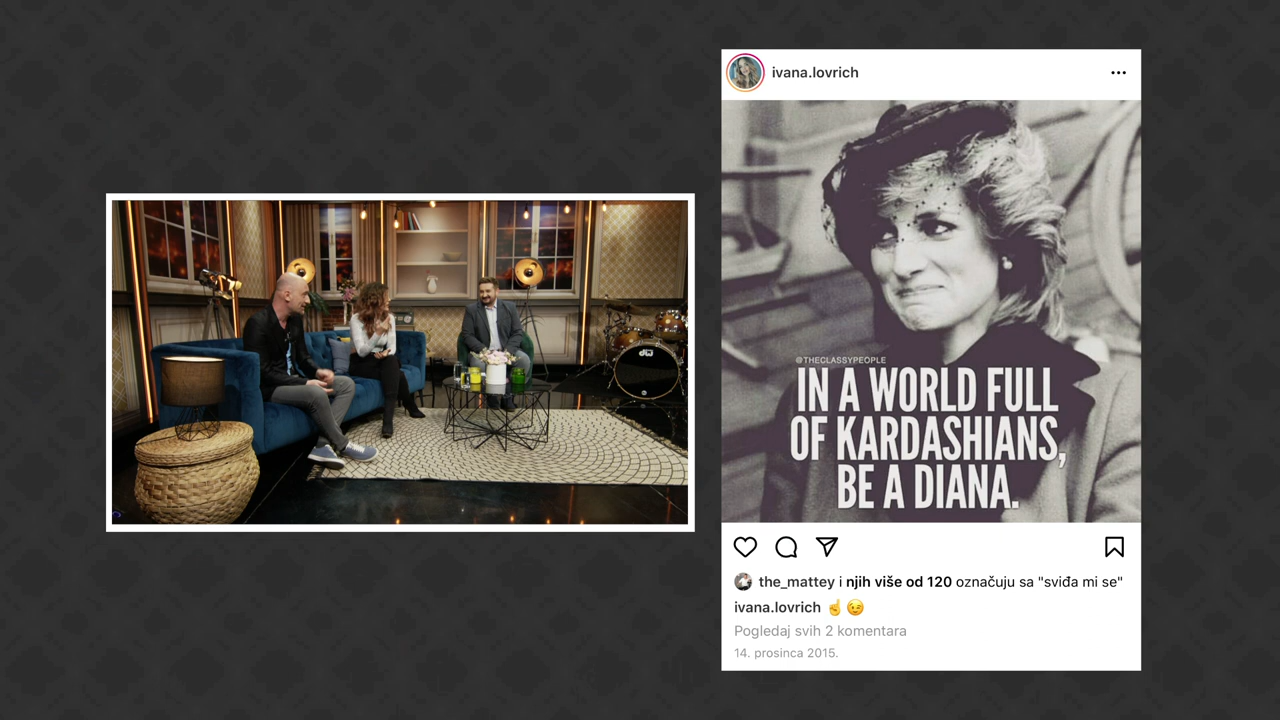 ivana.lovrich
@THECLASSYPEOPLE
IN A WORLD FULL
OF KARDASHIANS,
BE A DIANA.
the_mattey i njih više od 120 označuju sa "sviđa mi se"
ivana.lovrich ☝️😉
Pogledaj svih 2 komentara
14. prosinca 2015.
dw